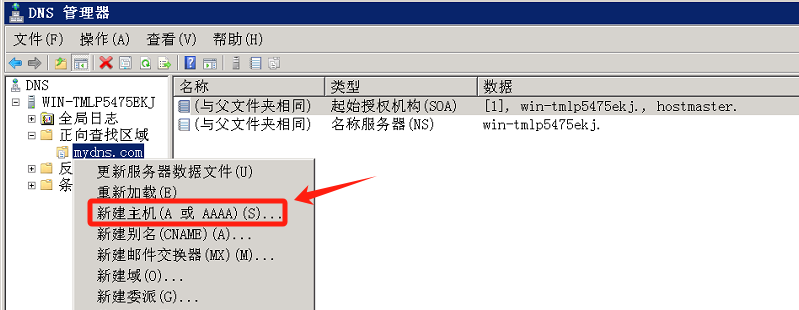 DNS 管理器
文件(F) 操作(A) 查看(V) 帮助(H)
DNS
WIN-TMLP5475EKJ
全局日志
正向查找区域
mydns.com
反
条
名称 类型 数据
(与父文件夹相同) 起始授权机构(SOA) [1], win-tmlp5475ekj., hostmaster.
(与父文件夹相同) 名称服务器(NS) win-tmlp5475ekj.
更新服务器数据文件(U)
重新加载(E)
新建主机(A 或 AAAA)(S)...
新建别名(CNAME)(A)...
新建邮件交换器(MX)(M)...
新建域(O)...
新建委派(G)...